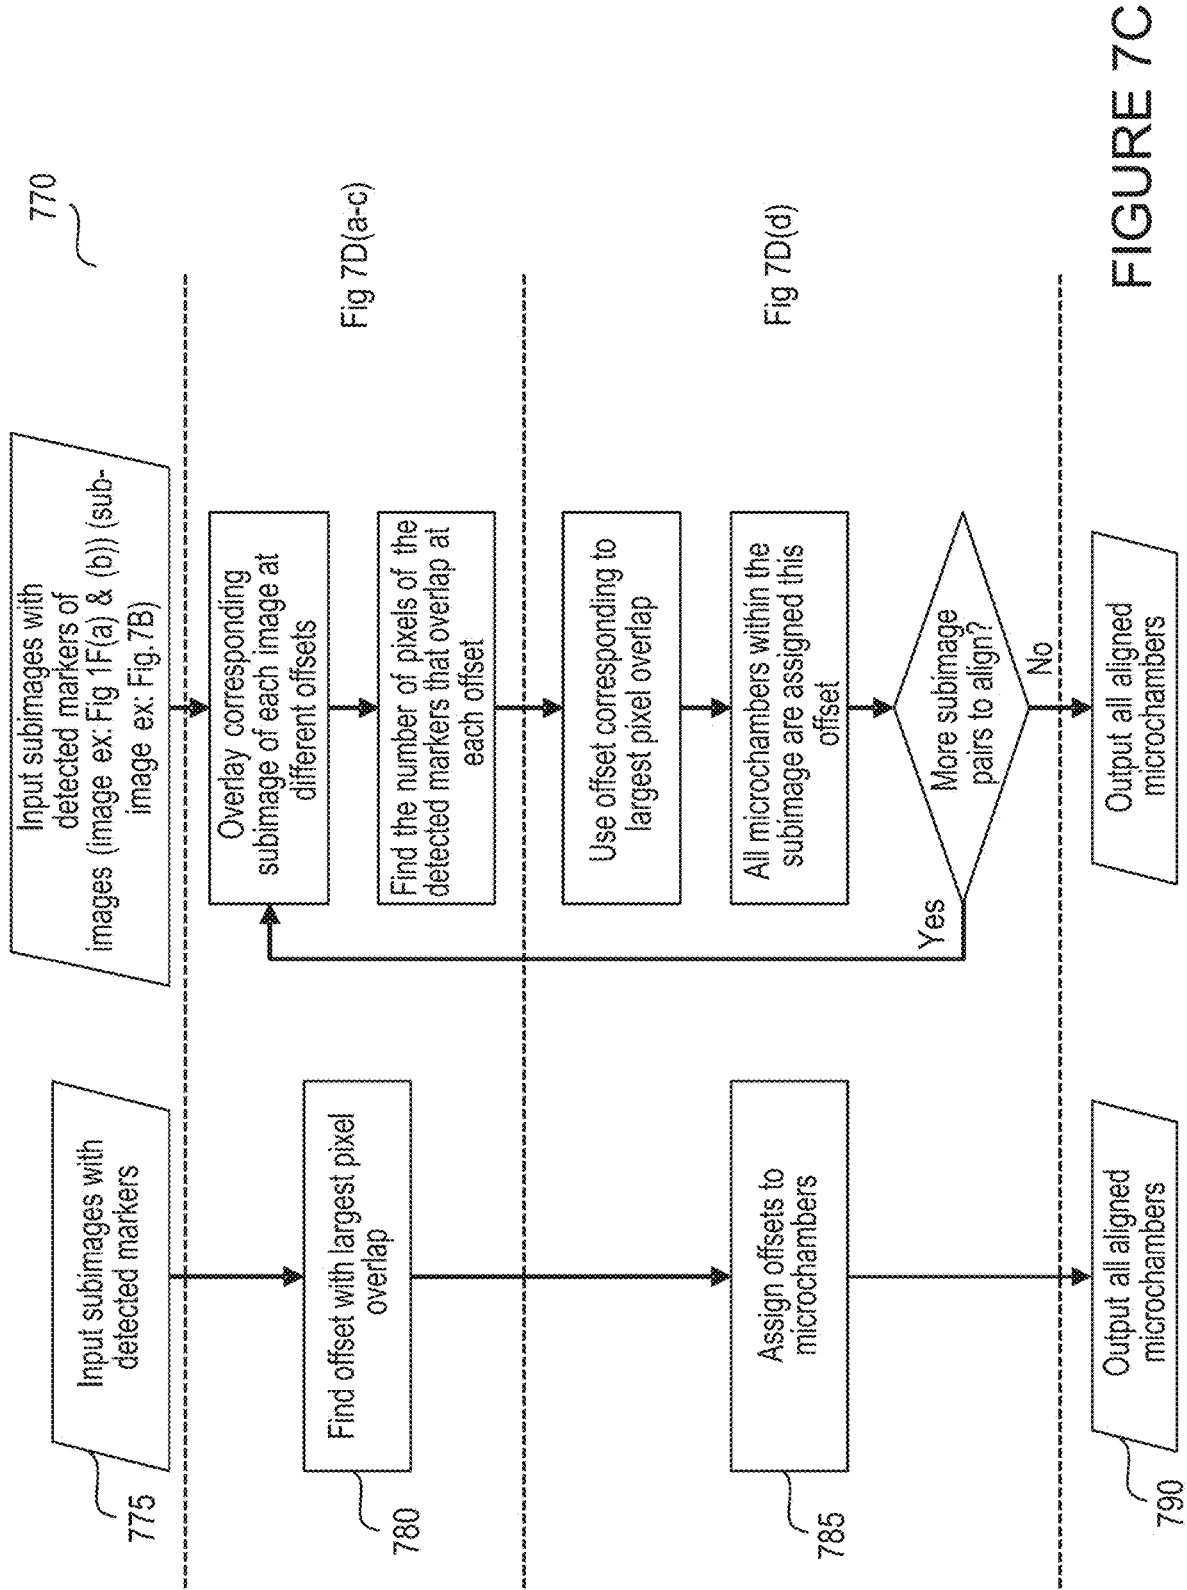 770
775
Input subimages with
detected markers
Input subimages with
detected markers of
images (image ex: Fig 1F(a) & (b)) (sub-
image ex: Fig. 7B)
780
Find offset with largest pixel
overlap
Overlay corresponding
subimage of each image at
different offsets
Find the number of pixels of the
detected markers that overlap at
each offset
Fig 7D(a-c)
785
Assign offsets to
microchambers
Use offset corresponding to
largest pixel overlap
All microchambers within the
subimage are assigned this
offset
Yes
More subimage
pairs to align?
No
Fig 7D(d)
790
Output all aligned
microchambers
Output all aligned
microchambers
FIGURE 7C